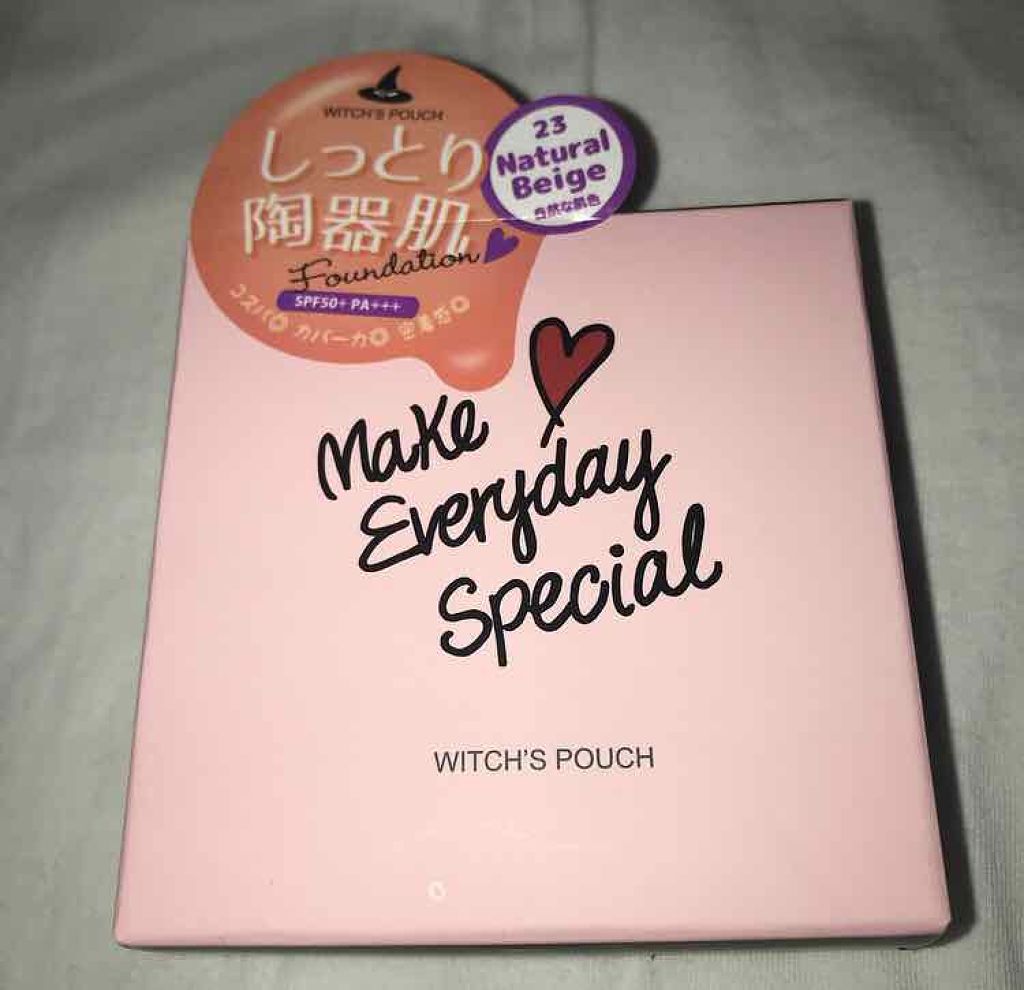 WITCH'S POUCH
しっとり
陶器肌
Foundation
SPF50+ PA+++
コスパ◎ カバー力◎ 密着感◎
23
Natural
Beige
自然な肌色
Make
Everyday
Special
WITCH'S POUCH